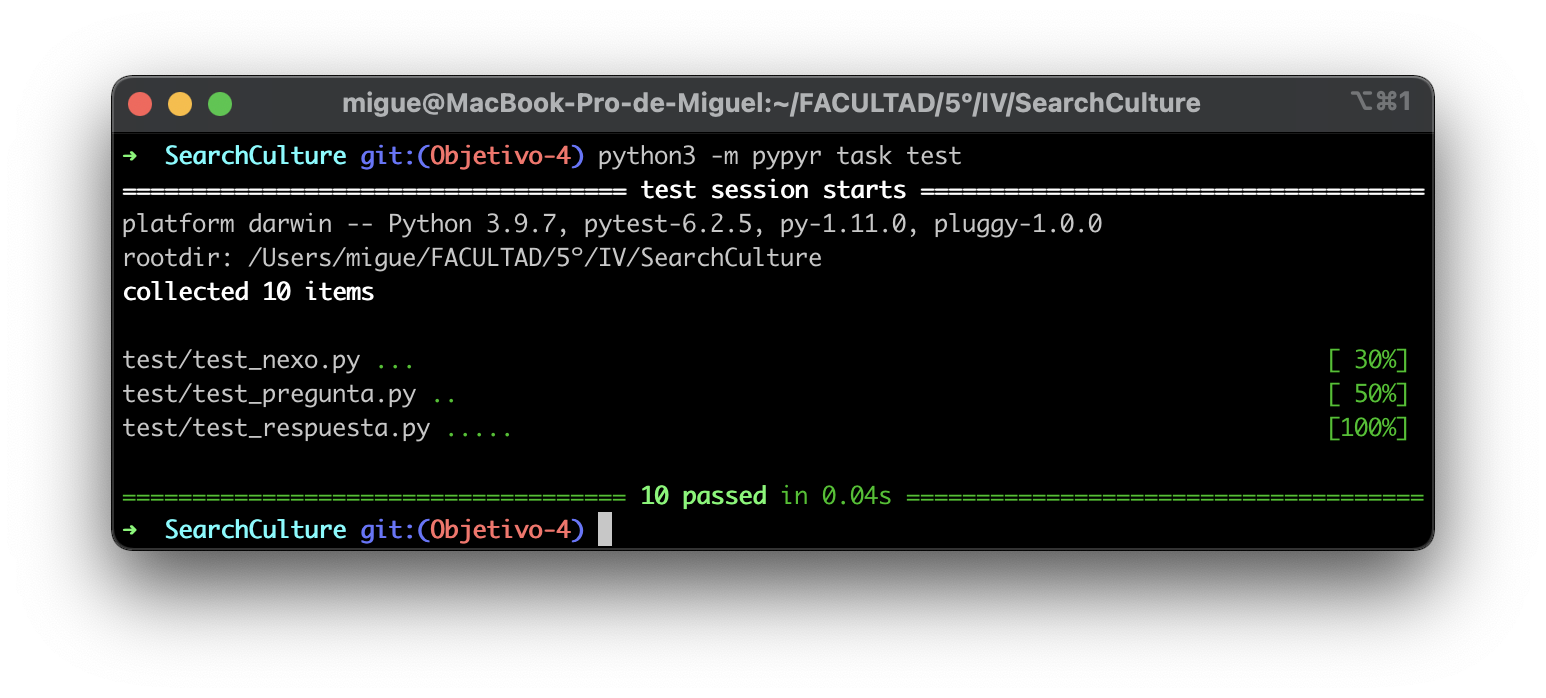 migue@MacBook-Pro-de-Miguel:~/FACULTAD/5º/IV/SearchCulture ⌥⌘1
➜  SearchCulture git:(Objetivo-4) python3 -m pypyr task test
==================================== test session starts ====================================
platform darwin -- Python 3.9.7, pytest-6.2.5, py-1.11.0, pluggy-1.0.0
rootdir: /Users/migue/FACULTAD/5º/IV/SearchCulture
collected 10 items
test/test_nexo.py ... [ 30%]
test/test_pregunta.py .. [ 50%]
test/test_respuesta.py ..... [100%]
==================================== 10 passed in 0.04s =====================================
➜  SearchCulture git:(Objetivo-4)